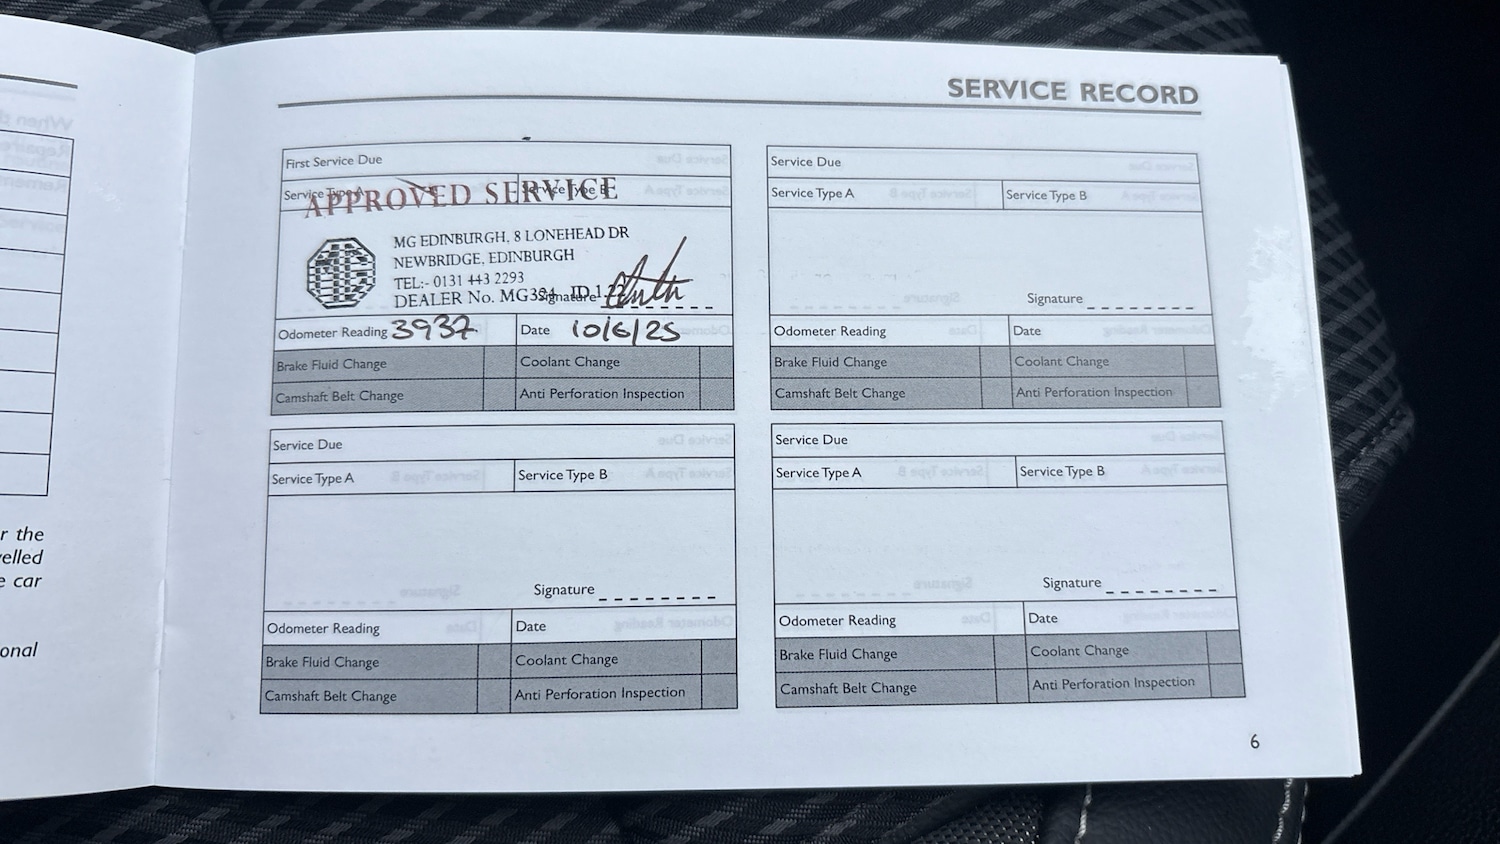 SERVICE RECORD
First Service Due
Service Type A Service Type B
APPROVED SERVICE
MG EDINBURGH, 8 LONEHEAD DR
NEWBRIDGE, EDINBURGH
TEL:- 0131 443 2293
DEALER No. MG394
Signature
Odometer Reading 3937 Date 10/6/25
Brake Fluid Change Coolant Change
Camshaft Belt Change Anti Perforation Inspection
Service Due
Service Type A Service Type B
Signature
Odometer Reading Date
Brake Fluid Change Coolant Change
Camshaft Belt Change Anti Perforation Inspection
Service Due
Service Type A Service Type B
Signature
Odometer Reading Date
Brake Fluid Change Coolant Change
Camshaft Belt Change Anti Perforation Inspection
Service Due
Service Type A Service Type B
Signature
Odometer Reading Date
Brake Fluid Change Coolant Change
Camshaft Belt Change Anti Perforation Inspection
r the
velled
e car
onal
6